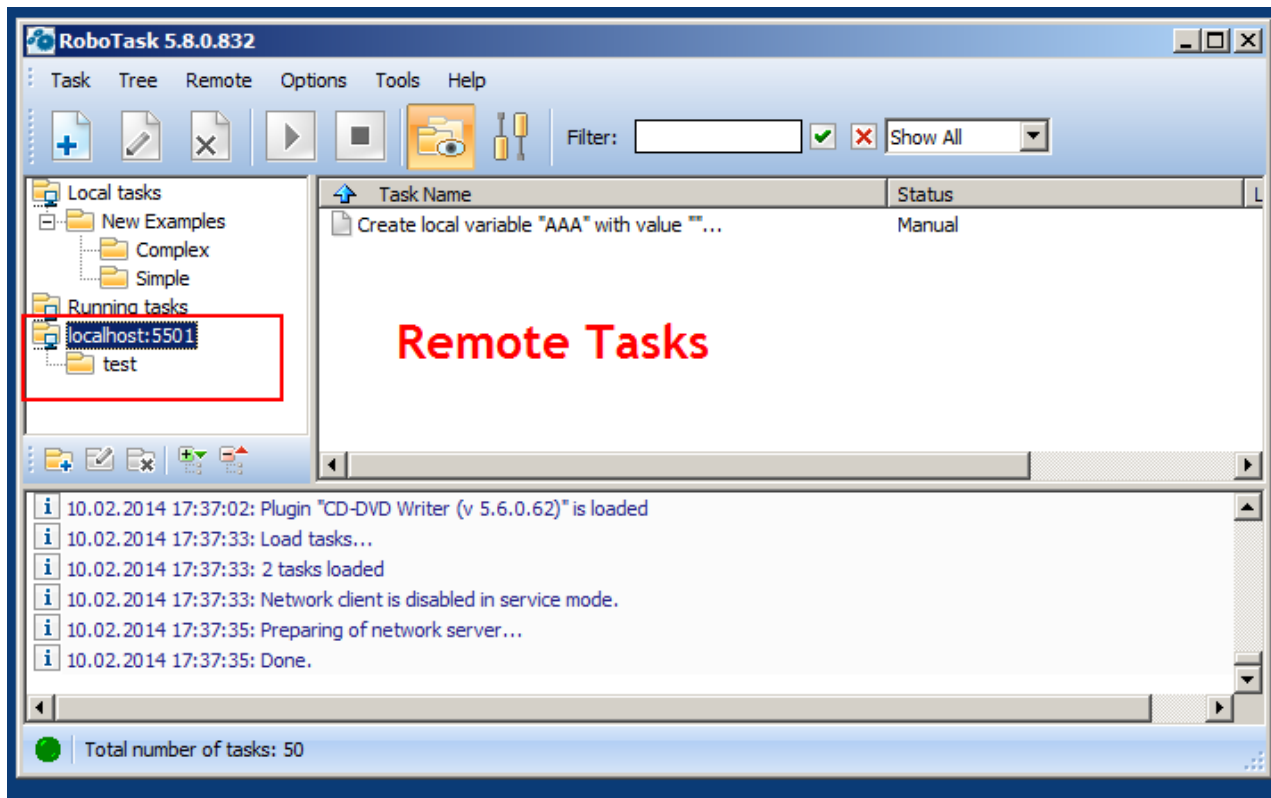 RoboTask 5.8.0.832
Task Tree Remote Options Tools Help
Filter: Show All
Local tasks
New Examples
Complex
Simple
Running tasks
localhost:5501
test
Task Name Status L
Create local variable "AAA" with value ""... Manual
Remote Tasks
10.02.2014 17:37:02: Plugin "CD-DVD Writer (v 5.6.0.62)" is loaded
10.02.2014 17:37:33: Load tasks...
10.02.2014 17:37:33: 2 tasks loaded
10.02.2014 17:37:33: Network client is disabled in service mode.
10.02.2014 17:37:35: Preparing of network server...
10.02.2014 17:37:35: Done.
Total number of tasks: 50